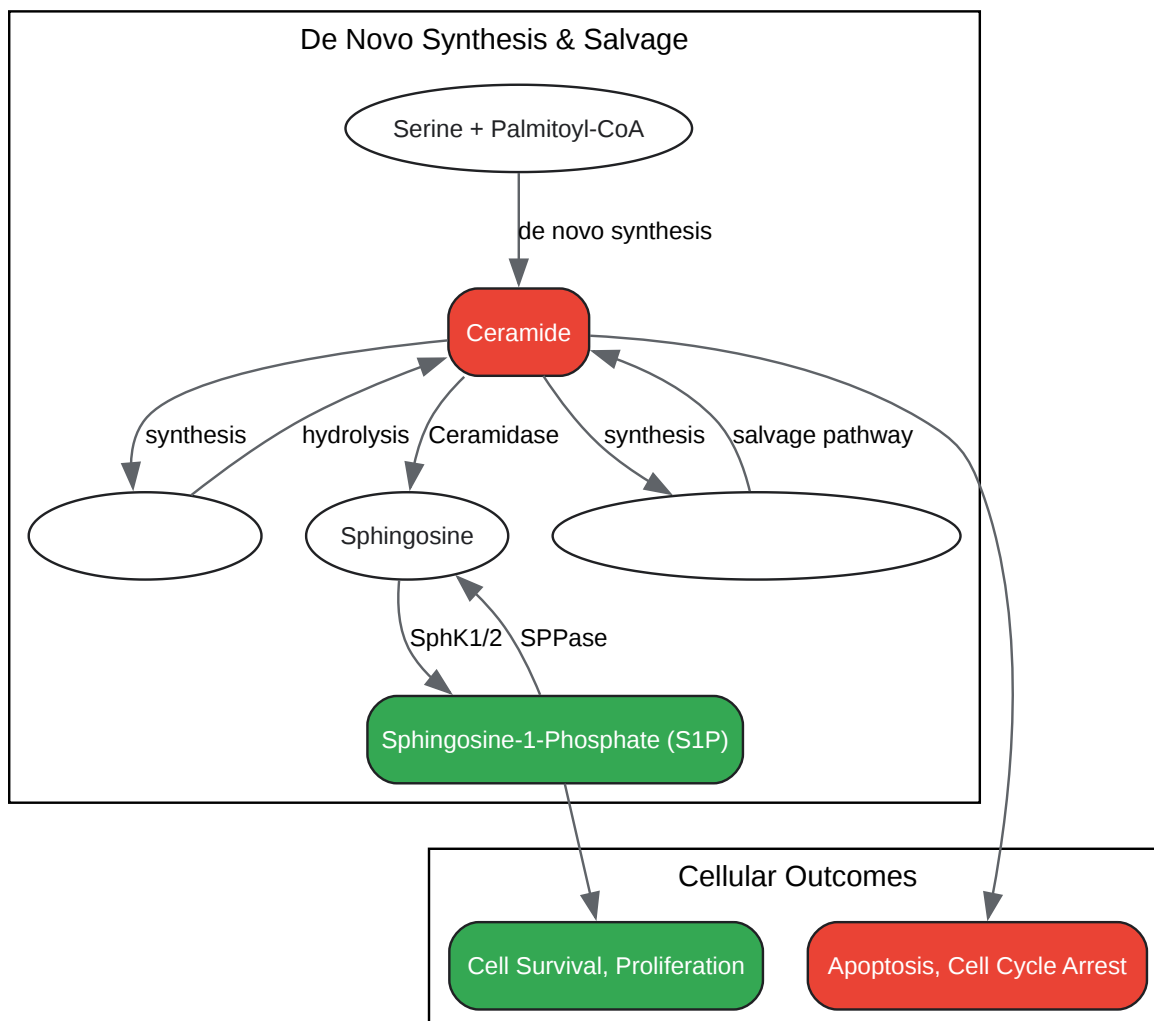 De Novo Synthesis & Salvage
Serine + Palmitoyl-CoA
de novo synthesis
Ceramide
synthesis
hydrolysis
Ceramidase
synthesis
salvage pathway
Sphingosine
SphK1/2
SPPase
Sphingosine-1-Phosphate (S1P)
Cellular Outcomes
Cell Survival, Proliferation
Apoptosis, Cell Cycle Arrest